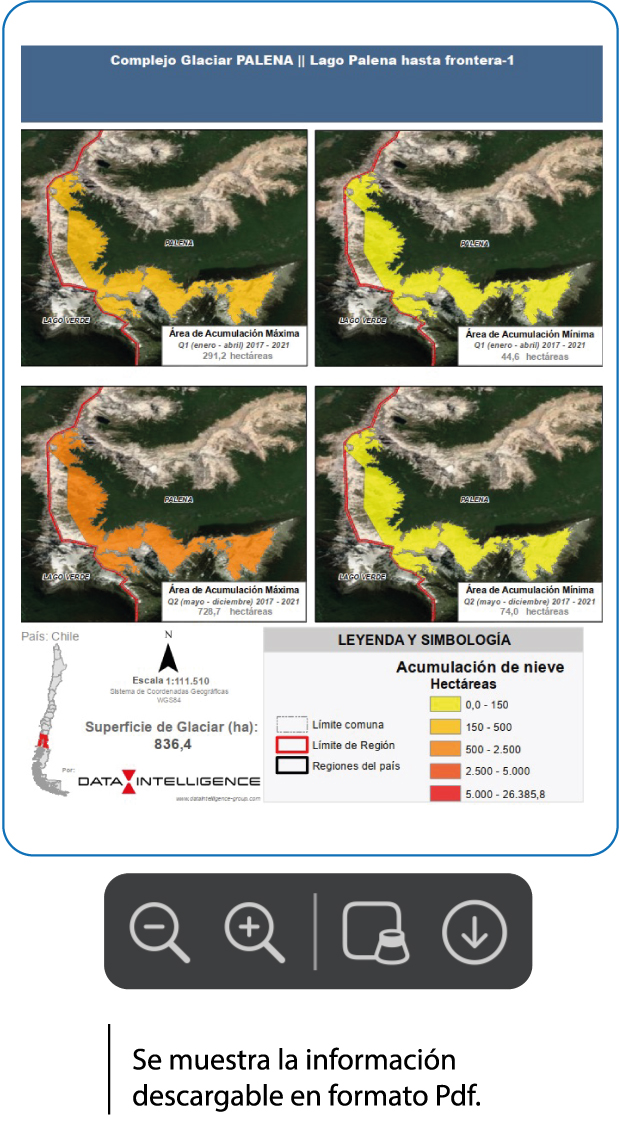 Complejo Glaciar PALENA || Lago Palena hasta frontera-1
PALENA
LAGO VERDE
Área de Acumulación Máxima
Q1 (enero - abril) 2017 - 2021
291,2 hectáreas
PALENA
LAGO VERDE
Área de Acumulación Mínima
Q1 (enero - abril) 2017 - 2021
44,6 hectáreas
PALENA
LAGO VERDE
Área de Acumulación Máxima
Q2 (mayo - diciembre) 2017 - 2021
728,7 hectáreas
PALENA
LAGO VERDE
Área de Acumulación Mínima
Q2 (mayo - diciembre) 2017 - 2021
74,0 hectáreas
País: Chile
N
Escala 1:111.510
Sistema de Coordenadas Geográficas
WGS84
Superficie de Glaciar (ha):
836,4
Por:
DATA INTELLIGENCE
www.dataintelligence-group.com
LEYENDA Y SIMBOLOGÍA
Límite comuna
Límite de Región
Regiones del país
Acumulación de nieve
Hectáreas
0,0 - 150
150 - 500
500 - 2.500
2.500 - 5.000
5.000 - 26.385,8
Se muestra la información
descargable en formato Pdf.